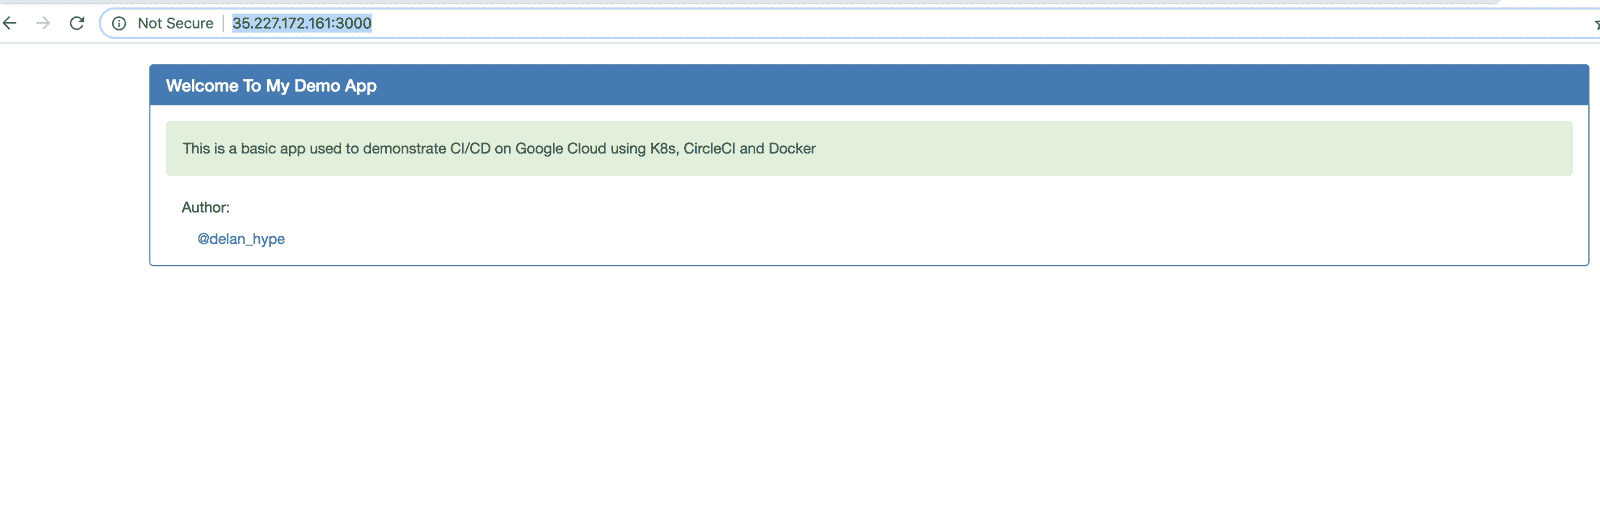 Not Secure 35.227.172.161:3000
Welcome To My Demo App
This is a basic app used to demonstrate CI/CD on Google Cloud using K8s, CircleCI and Docker
Author:
@delan_hype